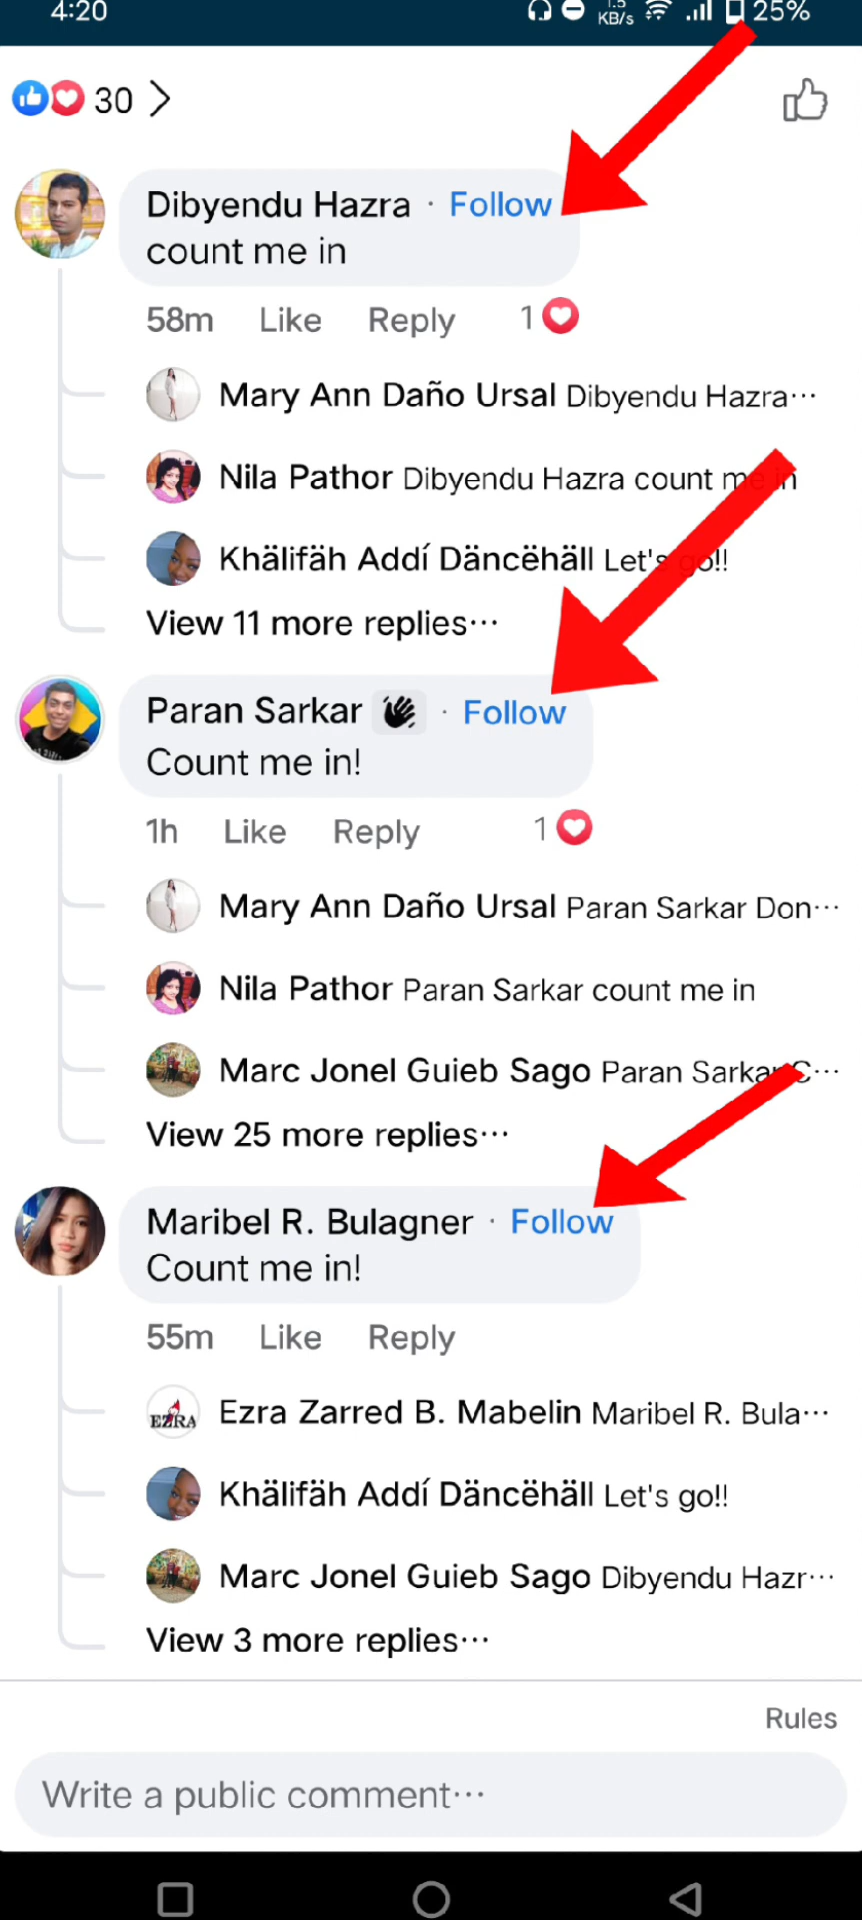 4:20 1.5 KB/s 25%
30
Dibyendu Hazra · Follow
count me in
58m Like Reply 1
Mary Ann Daño Ursal Dibyendu Hazra...
Nila Pathor Dibyendu Hazra count me in
Khälifäh Addí Däncëhäll Let's go!!
View 11 more replies...
Paran Sarkar · Follow
Count me in!
1h Like Reply 1
Mary Ann Daño Ursal Paran Sarkar Don...
Nila Pathor Paran Sarkar count me in
Marc Jonel Guieb Sago Paran Sarkar C...
View 25 more replies...
Maribel R. Bulagner · Follow
Count me in!
55m Like Reply
EZRA Ezra Zarred B. Mabelin Maribel R. Bula...
Khälifäh Addí Däncëhäll Let's go!!
Marc Jonel Guieb Sago Dibyendu Hazr...
View 3 more replies...
Rules
Write a public comment...